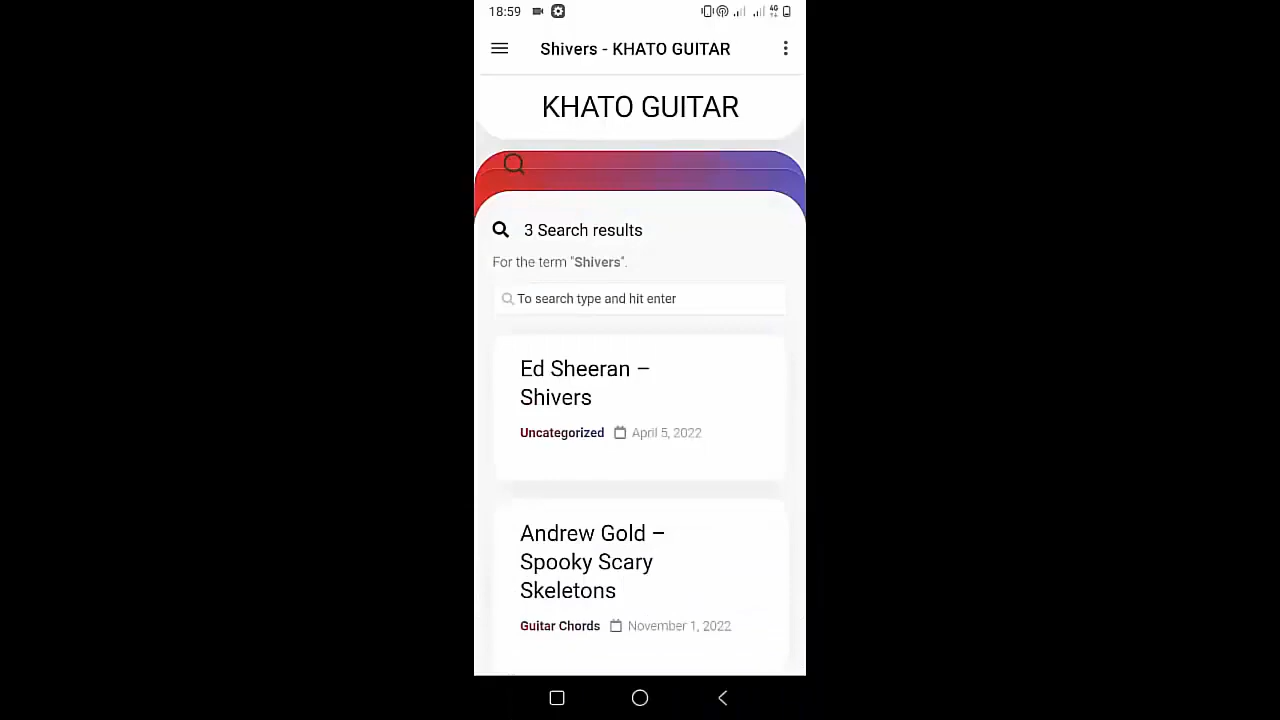 18:59 4G
Shivers - KHATO GUITAR
KHATO GUITAR
3 Search results
For the term "Shivers".
To search type and hit enter
Ed Sheeran –
Shivers
Uncategorized April 5, 2022
Andrew Gold –
Spooky Scary
Skeletons
Guitar Chords November 1, 2022